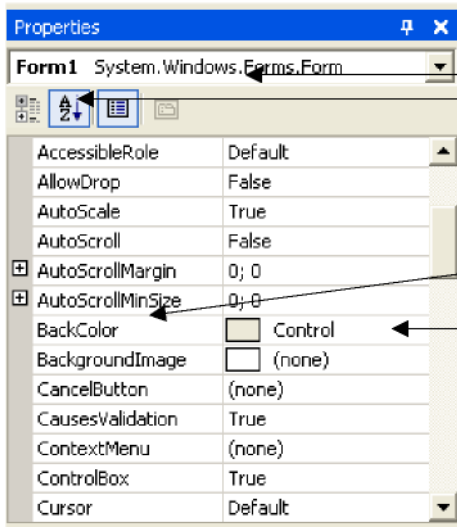 Properties
Form1 System.Windows.Forms.Form
AccessibleRole Default
AllowDrop False
AutoScale True
AutoScroll False
AutoScrollMargin 0; 0
AutoScrollMinSize 0; 0
BackColor Control
BackgroundImage (none)
CancelButton (none)
CausesValidation True
ContextMenu (none)
ControlBox True
Cursor Default